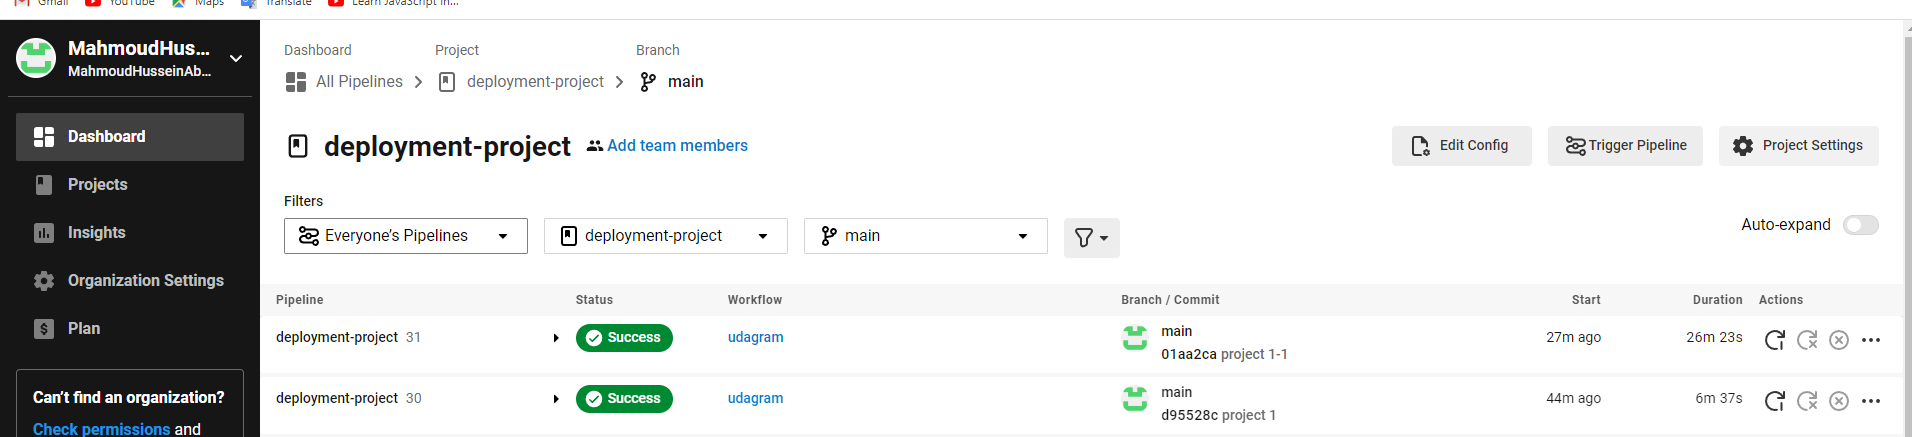 Gmail YouTube Maps Translate Learn JavaScript In...
MahmoudHus...
MahmoudHusseinAb...
Dashboard
Projects
Insights
Organization Settings
Plan
Can't find an organization?
Check permissions and
Dashboard Project Branch
All Pipelines deployment-project main
deployment-project Add team members
Edit Config Trigger Pipeline Project Settings
Filters
Everyone's Pipelines deployment-project main
Auto-expand
Pipeline Status Workflow Branch / Commit Start Duration Actions
deployment-project 31 Success udagram main 27m ago 26m 23s
01aa2ca project 1-1
deployment-project 30 Success udagram main 44m ago 6m 37s
d95528c project 1